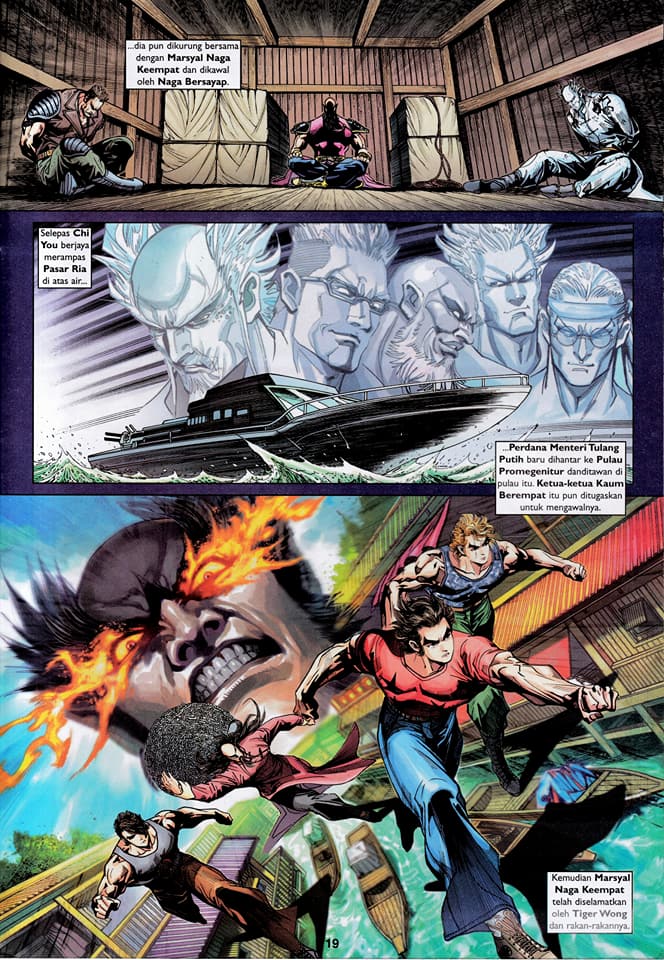 ...dia pun dikurung bersama
dengan Marsyal Naga
Keempat dan dikawal
oleh Naga Bersayap.
Selepas Chi
You berjaya
merampas
Pasar Ria
di atas air...
...Perdana Menteri Tulang
Putih baru dihantar ke Pulau
Promegenitur danditawan di
pulau itu. Ketua-ketua Kaum
Berempat itu pun ditugaskan
untuk mengawalnya.
Kemudian Marsyal
Naga Keempat
telah diselamatkan
oleh Tiger Wong
dan rakan-rakannya.
19